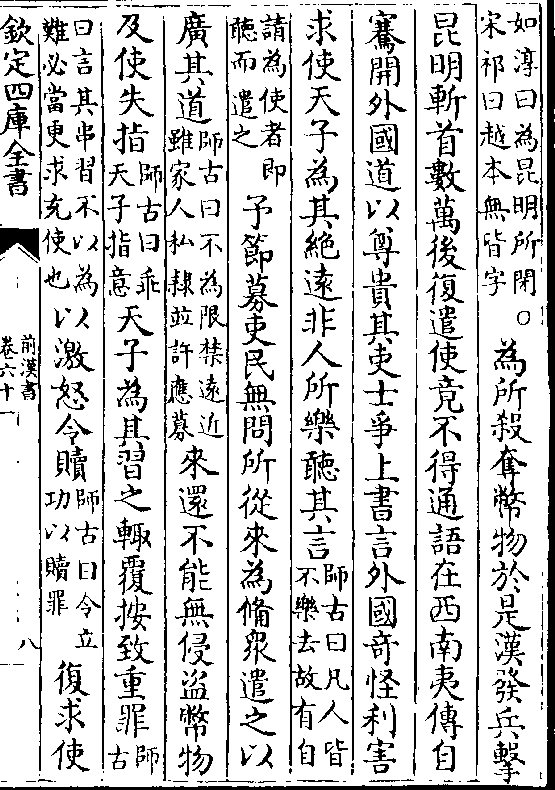 如淳曰為昆明所閉○
宋祁曰越本無皆字
為所殺奪幣物於是漢發兵擊
昆明斬首數萬後復遣使竟不得通語在西南夷傳自
騫開外國道以尊貴其吏士爭上書言外國奇怪利害
求使天子為其絶遠非人所樂聽其言
師古曰凡人皆
不樂去故有自
請為使者即
聽而遣之
予節募吏民無問所從來為備衆遣之以
廣其道
師古曰不為限禁遠近
雖家人私隸並許應募
來還不能無侵盜幣物
及使失指
師古曰乖
天子指意
天子為其習之輒覆按致重罪
師
古
曰言其串習不以為
難必當更求充使也
以激怒令贖
師古曰令立
功以贖罪
復求使
欽定四庫全書
前漢書
卷六十一
八